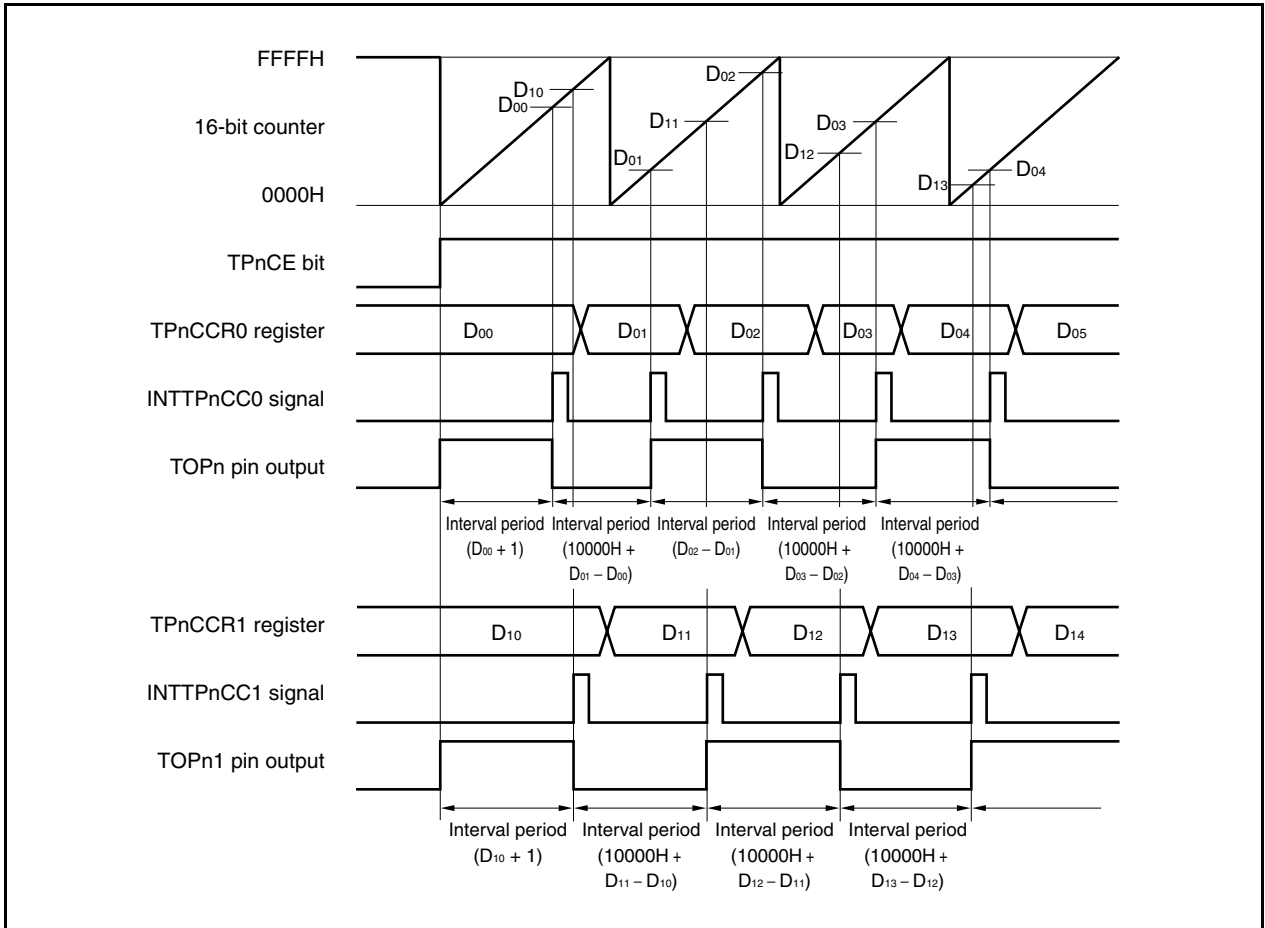 FFFFH
16-bit counter
0000H
D10
D00
D01
D11
D02
D12
D03
D13
D04
TPnCE bit
TPnCCR0 register
D00
D01
D02
D03
D04
D05
INTTPnCC0 signal
TOPn pin output
Interval period
(D00 + 1)
Interval period
(10000H +
D01 – D00)
Interval period
(D02 – D01)
Interval period
(10000H +
D03 – D02)
Interval period
(10000H +
D04 – D03)
TPnCCR1 register
D10
D11
D12
D13
D14
INTTPnCC1 signal
TOPn1 pin output
Interval period
(D10 + 1)
Interval period
(10000H +
D11 – D10)
Interval period
(10000H +
D12 – D11)
Interval period
(10000H +
D13 – D12)